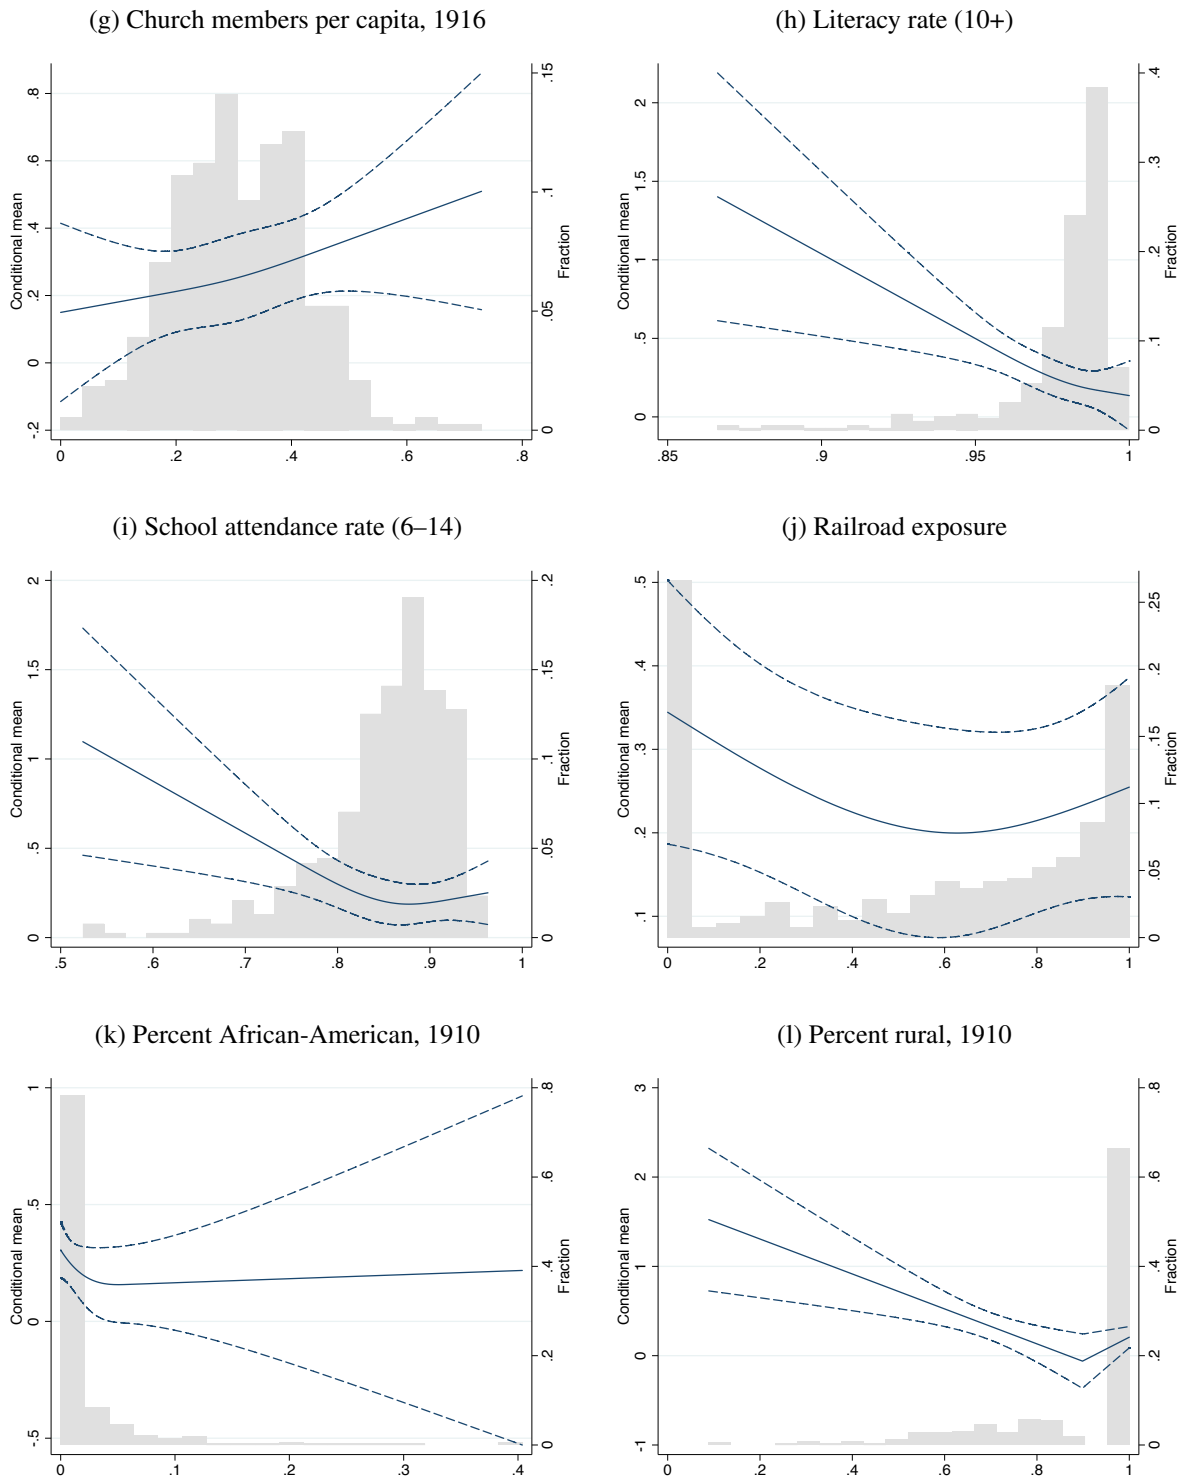 (g) Church members per capita, 1916
Conditional mean
-.2 0 .2 .4 .6 .8
Fraction
0 .05 .1 .15
0 .2 .4 .6 .8
(h) Literacy rate (10+)
Conditional mean
0 .5 1 1.5 2
Fraction
0 .1 .2 .3 .4
.85 .9 .95 1
(i) School attendance rate (6–14)
Conditional mean
0 .5 1 1.5 2
Fraction
0 .05 .1 .15 .2
.5 .6 .7 .8 .9 1
(j) Railroad exposure
Conditional mean
.1 .2 .3 .4 .5
Fraction
0 .05 .1 .15 .2 .25
0 .2 .4 .6 .8 1
(k) Percent African-American, 1910
Conditional mean
-.5 0 .5 1
Fraction
0 .2 .4 .6 .8
0 .1 .2 .3 .4
(l) Percent rural, 1910
Conditional mean
-1 0 1 2 3
Fraction
0 .2 .4 .6 .8
0 .2 .4 .6 .8 1